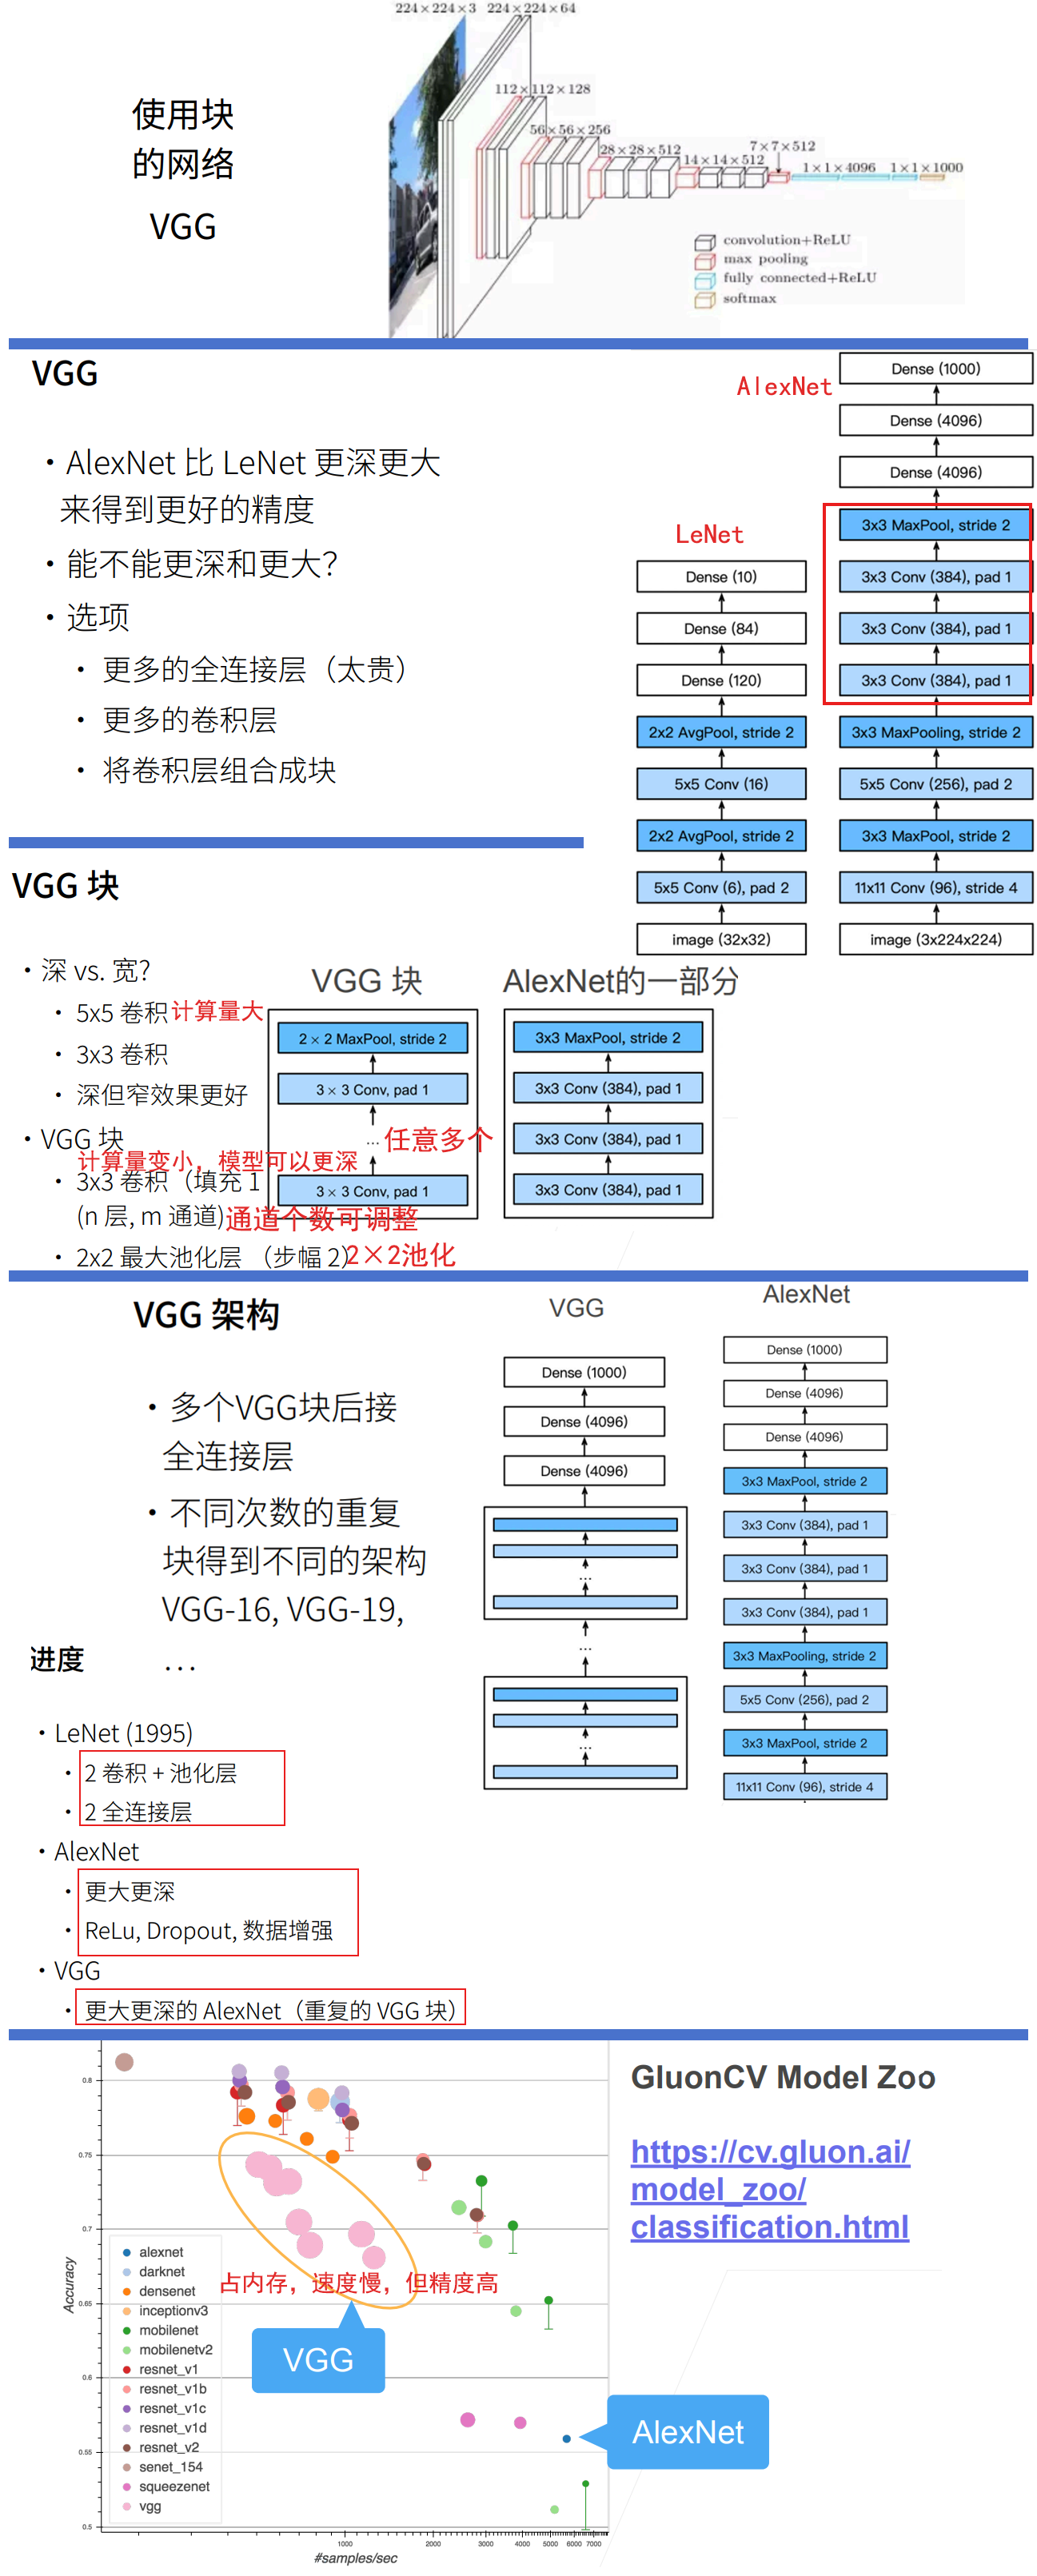 224×224×3 224×224×64
112×112×128
56×56×256
28×28×512
14×14×512
7×7×512
1×1×4096 1×1×1000
convolution+ReLU
max pooling
fully connected+ReLU
softmax
使用块
的网络
VGG
VGG
• AlexNet 比 LeNet 更深更大
来得到更好的精度
• 能不能更深和更大?
• 选项
• 更多的全连接层（太贵）
• 更多的卷积层
• 将卷积层组合成块
LeNet
Dense (10)
Dense (84)
Dense (120)
2x2 AvgPool, stride 2
5x5 Conv (16)
2x2 AvgPool, stride 2
5x5 Conv (6), pad 2
image (32x32)
AlexNet
Dense (1000)
Dense (4096)
Dense (4096)
3x3 MaxPool, stride 2
3x3 Conv (384), pad 1
3x3 Conv (384), pad 1
3x3 Conv (384), pad 1
3x3 MaxPooling, stride 2
5x5 Conv (256), pad 2
3x3 MaxPool, stride 2
11x11 Conv (96), stride 4
image (3x224x224)
VGG 块
• 深 vs. 宽?
• 5x5 卷积 计算量大
• 3x3 卷积
• 深但窄效果更好
• VGG 块
计算量变小，模型可以更深
• 3x3 卷积（填充 1
(n 层, m 通道) 通道个数可调整
• 2x2 最大池化层 （步幅 2) 2×2池化
VGG 块
2 × 2 MaxPool, stride 2
3 × 3 Conv, pad 1
... 任意多个
3 × 3 Conv, pad 1
AlexNet的一部分
3x3 MaxPool, stride 2
3x3 Conv (384), pad 1
3x3 Conv (384), pad 1
3x3 Conv (384), pad 1
VGG 架构
• 多个VGG块后接
全连接层
• 不同次数的重复
块得到不同的架构
VGG-16, VGG-19,
...
VGG
Dense (1000)
Dense (4096)
Dense (4096)
...
...
...
AlexNet
Dense (1000)
Dense (4096)
Dense (4096)
3x3 MaxPool, stride 2
3x3 Conv (384), pad 1
3x3 Conv (384), pad 1
3x3 Conv (384), pad 1
3x3 MaxPooling, stride 2
5x5 Conv (256), pad 2
3x3 MaxPool, stride 2
11x11 Conv (96), stride 4
进度
• LeNet (1995)
• 2 卷积 + 池化层
• 2 全连接层
• AlexNet
• 更大更深
• ReLu, Dropout, 数据增强
• VGG
• 更大更深的 AlexNet（重复的 VGG 块）
0.8
0.75
0.7
0.65
0.6
0.55
0.5
Accuracy
alexnet
darknet
densenet
inceptionv3
mobilenet
mobilenetv2
resnet_v1
resnet_v1b
resnet_v1c
resnet_v1d
resnet_v2
senet_154
squeezenet
vgg
占内存，速度慢，但精度高
VGG
AlexNet
1000 2000 3000 4000 5000 6000 7000
#samples/sec
GluonCV Model Zoo
https://cv.gluon.ai/
model_zoo/
classification.html